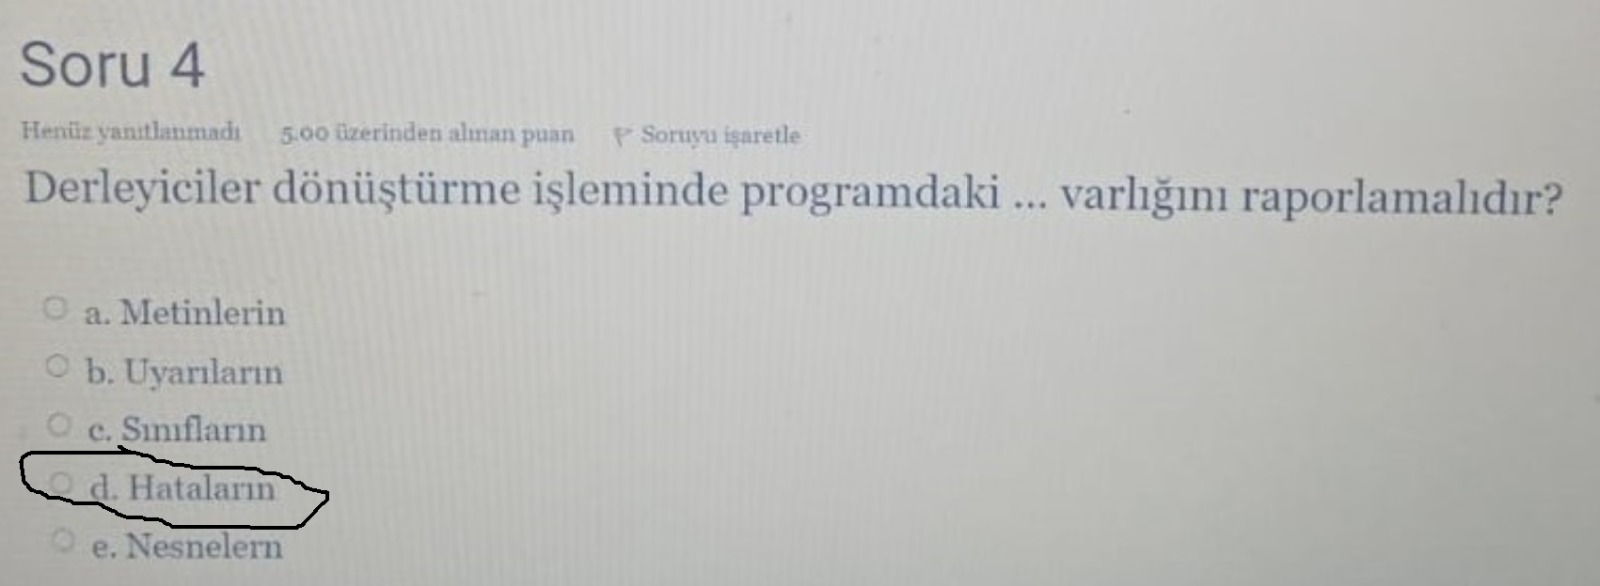 Soru 4
Henüz yanıtlanmadı 5.00 üzerinden alınan puan Soruyu işaretle
Derleyiciler dönüştürme işleminde programdaki ... varlığını raporlamalıdır?
a. Metinlerin
b. Uyarıların
c. Sınıfların
d. Hataların
e. Nesnelern